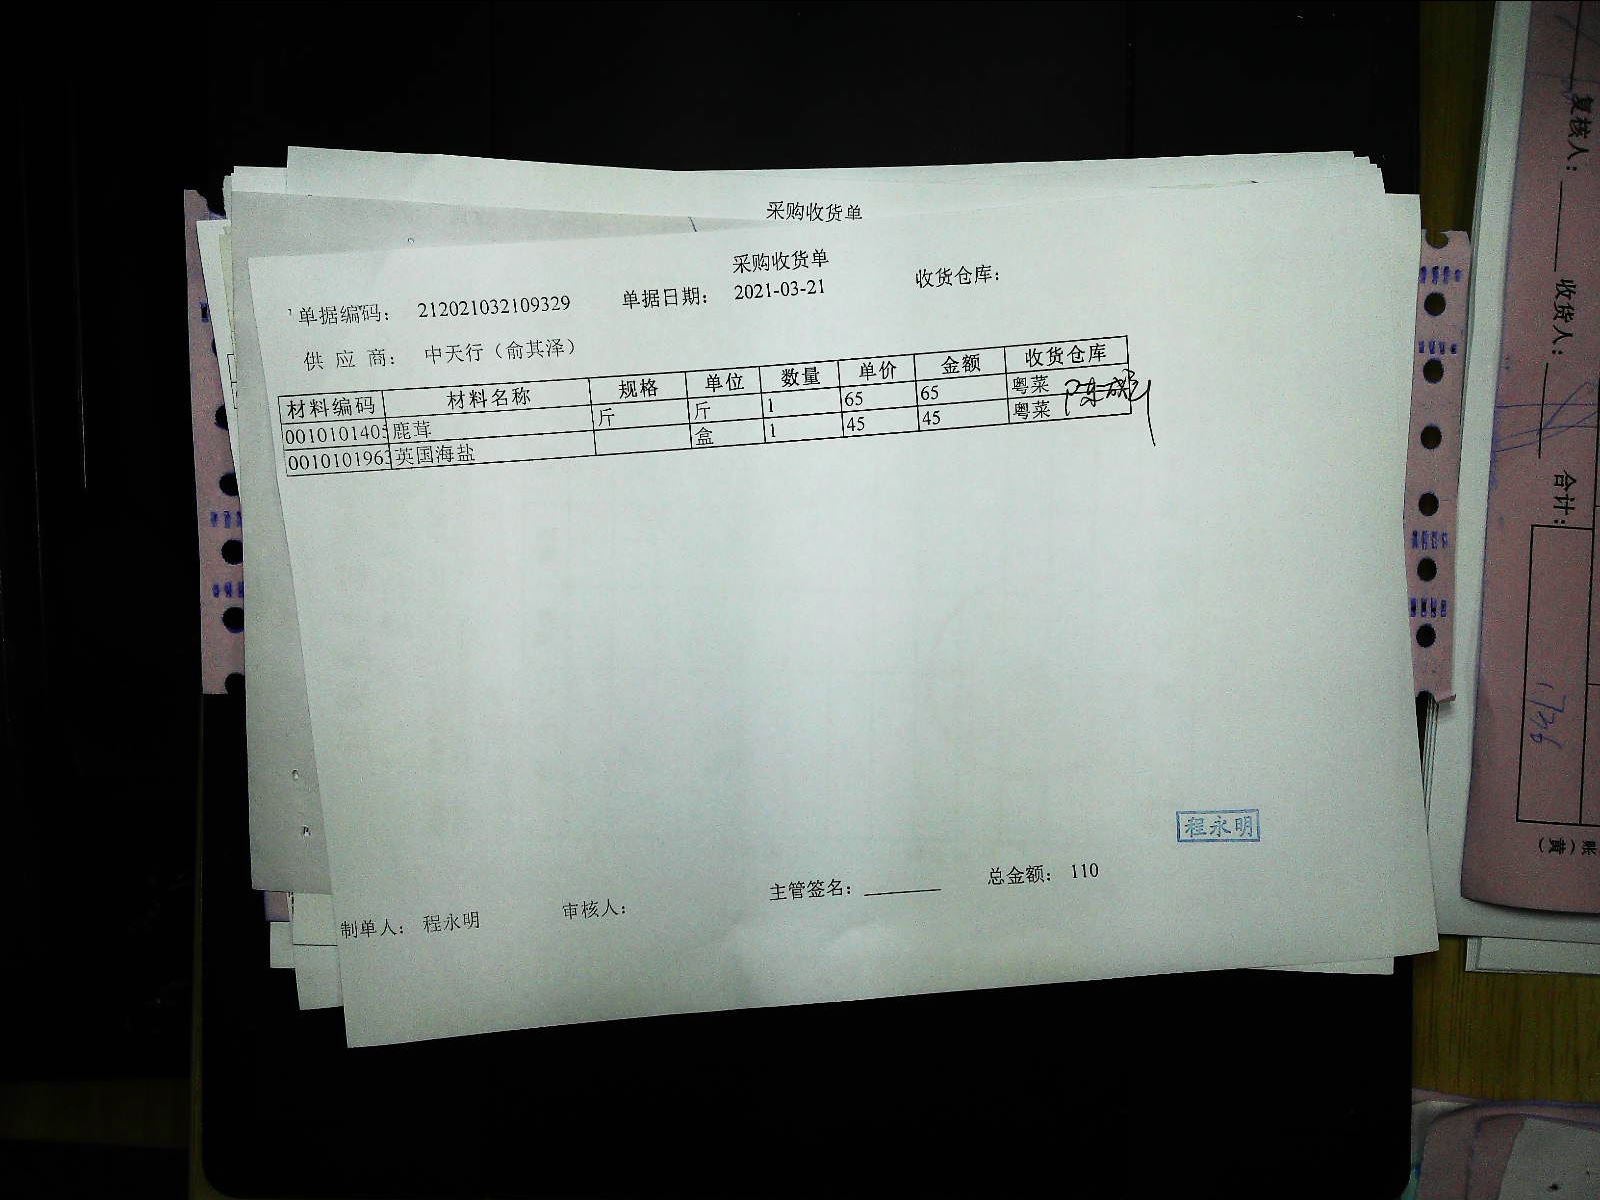 采购收货单
采购收货单
单据编码： 212021032109329 单据日期： 2021-03-21 收货仓库：
供 应 商： 中天行（俞其泽）
材料编码 材料名称 规格 单位 数量 单价 金额 收货仓库
0010101405 鹿茸 斤 斤 1 65 65 粤菜
0010101963 英国海盐 盒 1 45 45 粤菜
程永明
制单人： 程永明 审核人： 主管签名： ________ 总金额： 110
复核人：
收货人：
合计：
1736
账（黄）